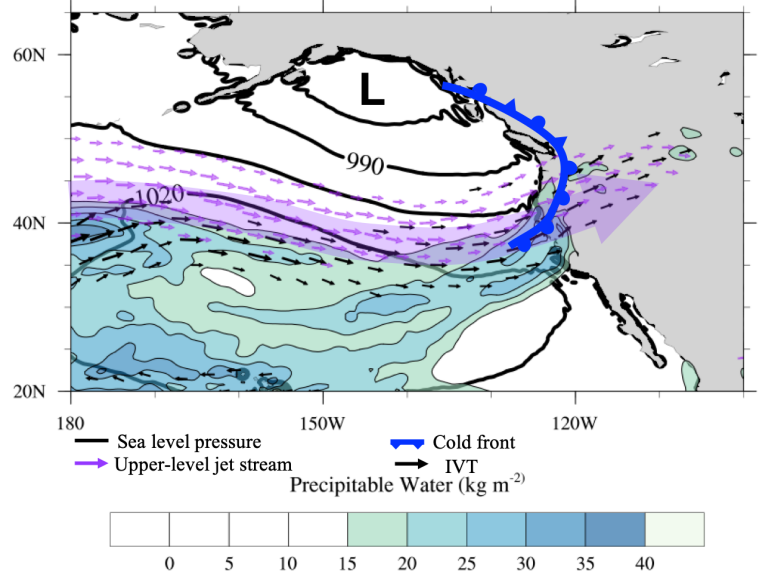 60N
L
990
1020
40N
20N
180 150W 120W
Sea level pressure Cold front
Upper-level jet stream IVT
Precipitable Water (kg m-2)
0 5 10 15 20 25 30 35 40